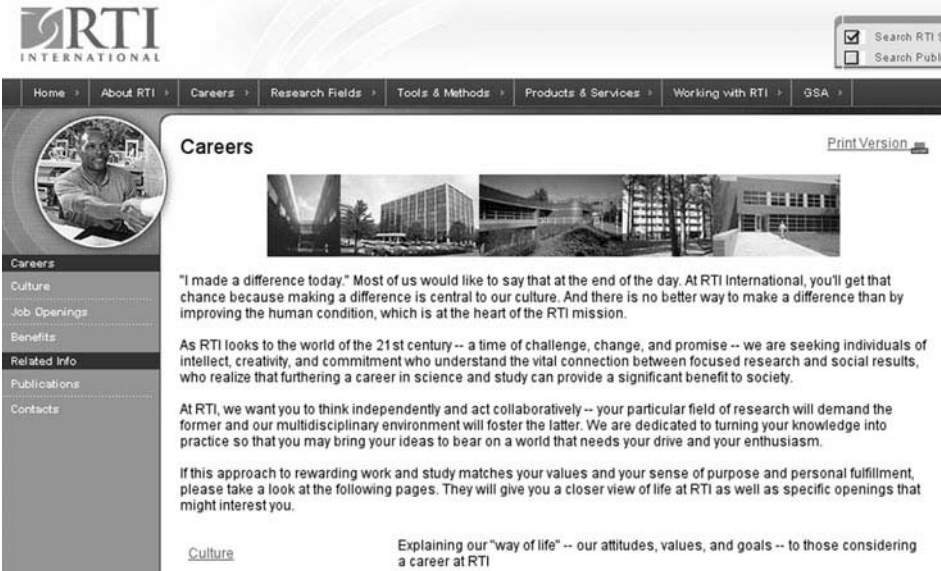 RTI
INTERNATIONAL
Search RTI
Search Publ
Home
About RTI
Careers
Research Fields
Tools & Methods
Products & Services
Working with RTI
GSA
Careers
Print Version
Careers
Culture
Job Openings
Benefits
Related Info
Publications
Contacts
"I made a difference today." Most of us would like to say that at the end of the day. At RTI International, you'll get that
chance because making a difference is central to our culture. And there is no better way to make a difference than by
improving the human condition, which is at the heart of the RTI mission.
As RTI looks to the world of the 21st century -- a time of challenge, change, and promise -- we are seeking individuals of
intellect, creativity, and commitment who understand the vital connection between focused research and social results,
who realize that furthering a career in science and study can provide a significant benefit to society.
At RTI, we want you to think independently and act collaboratively -- your particular field of research will demand the
former and our multidisciplinary environment will foster the latter. We are dedicated to turning your knowledge into
practice so that you may bring your ideas to bear on a world that needs your drive and your enthusiasm.
If this approach to rewarding work and study matches your values and your sense of purpose and personal fulfillment,
please take a look at the following pages. They will give you a closer view of life at RTI as well as specific openings that
might interest you.
Culture
Explaining our "way of life" -- our attitudes, values, and goals -- to those considering
a career at RTI